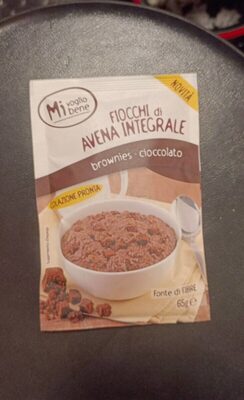 NOVITÀ
Mi voglio
bene
FIOCCHI di
AVENA INTEGRALE
brownies - cioccolato
COLAZIONE PRONTA
Fonte di FIBRE
65g e